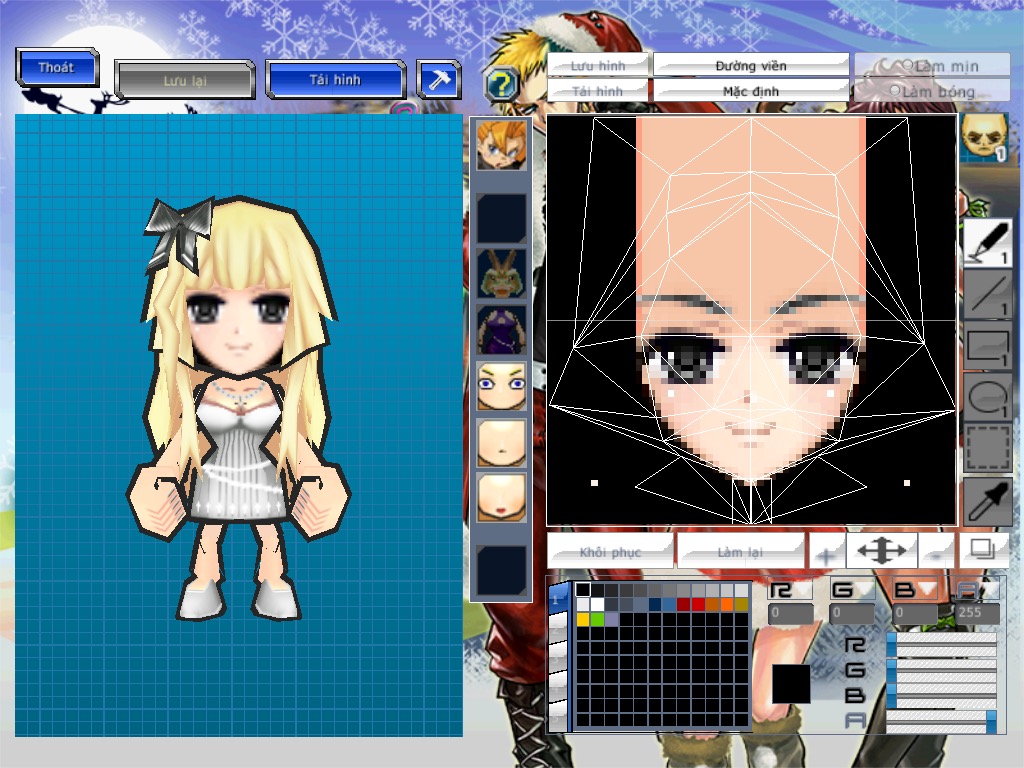 Thoát
Lưu lại
Tải hình
?
Lưu hình
Đường viền
Làm mịn
Tải hình
Mặc định
Làm bóng
1
1
1
1
1
Khôi phục
Làm lại
+
-
1
R
G
B
A
0
0
0
255
R
G
B
A